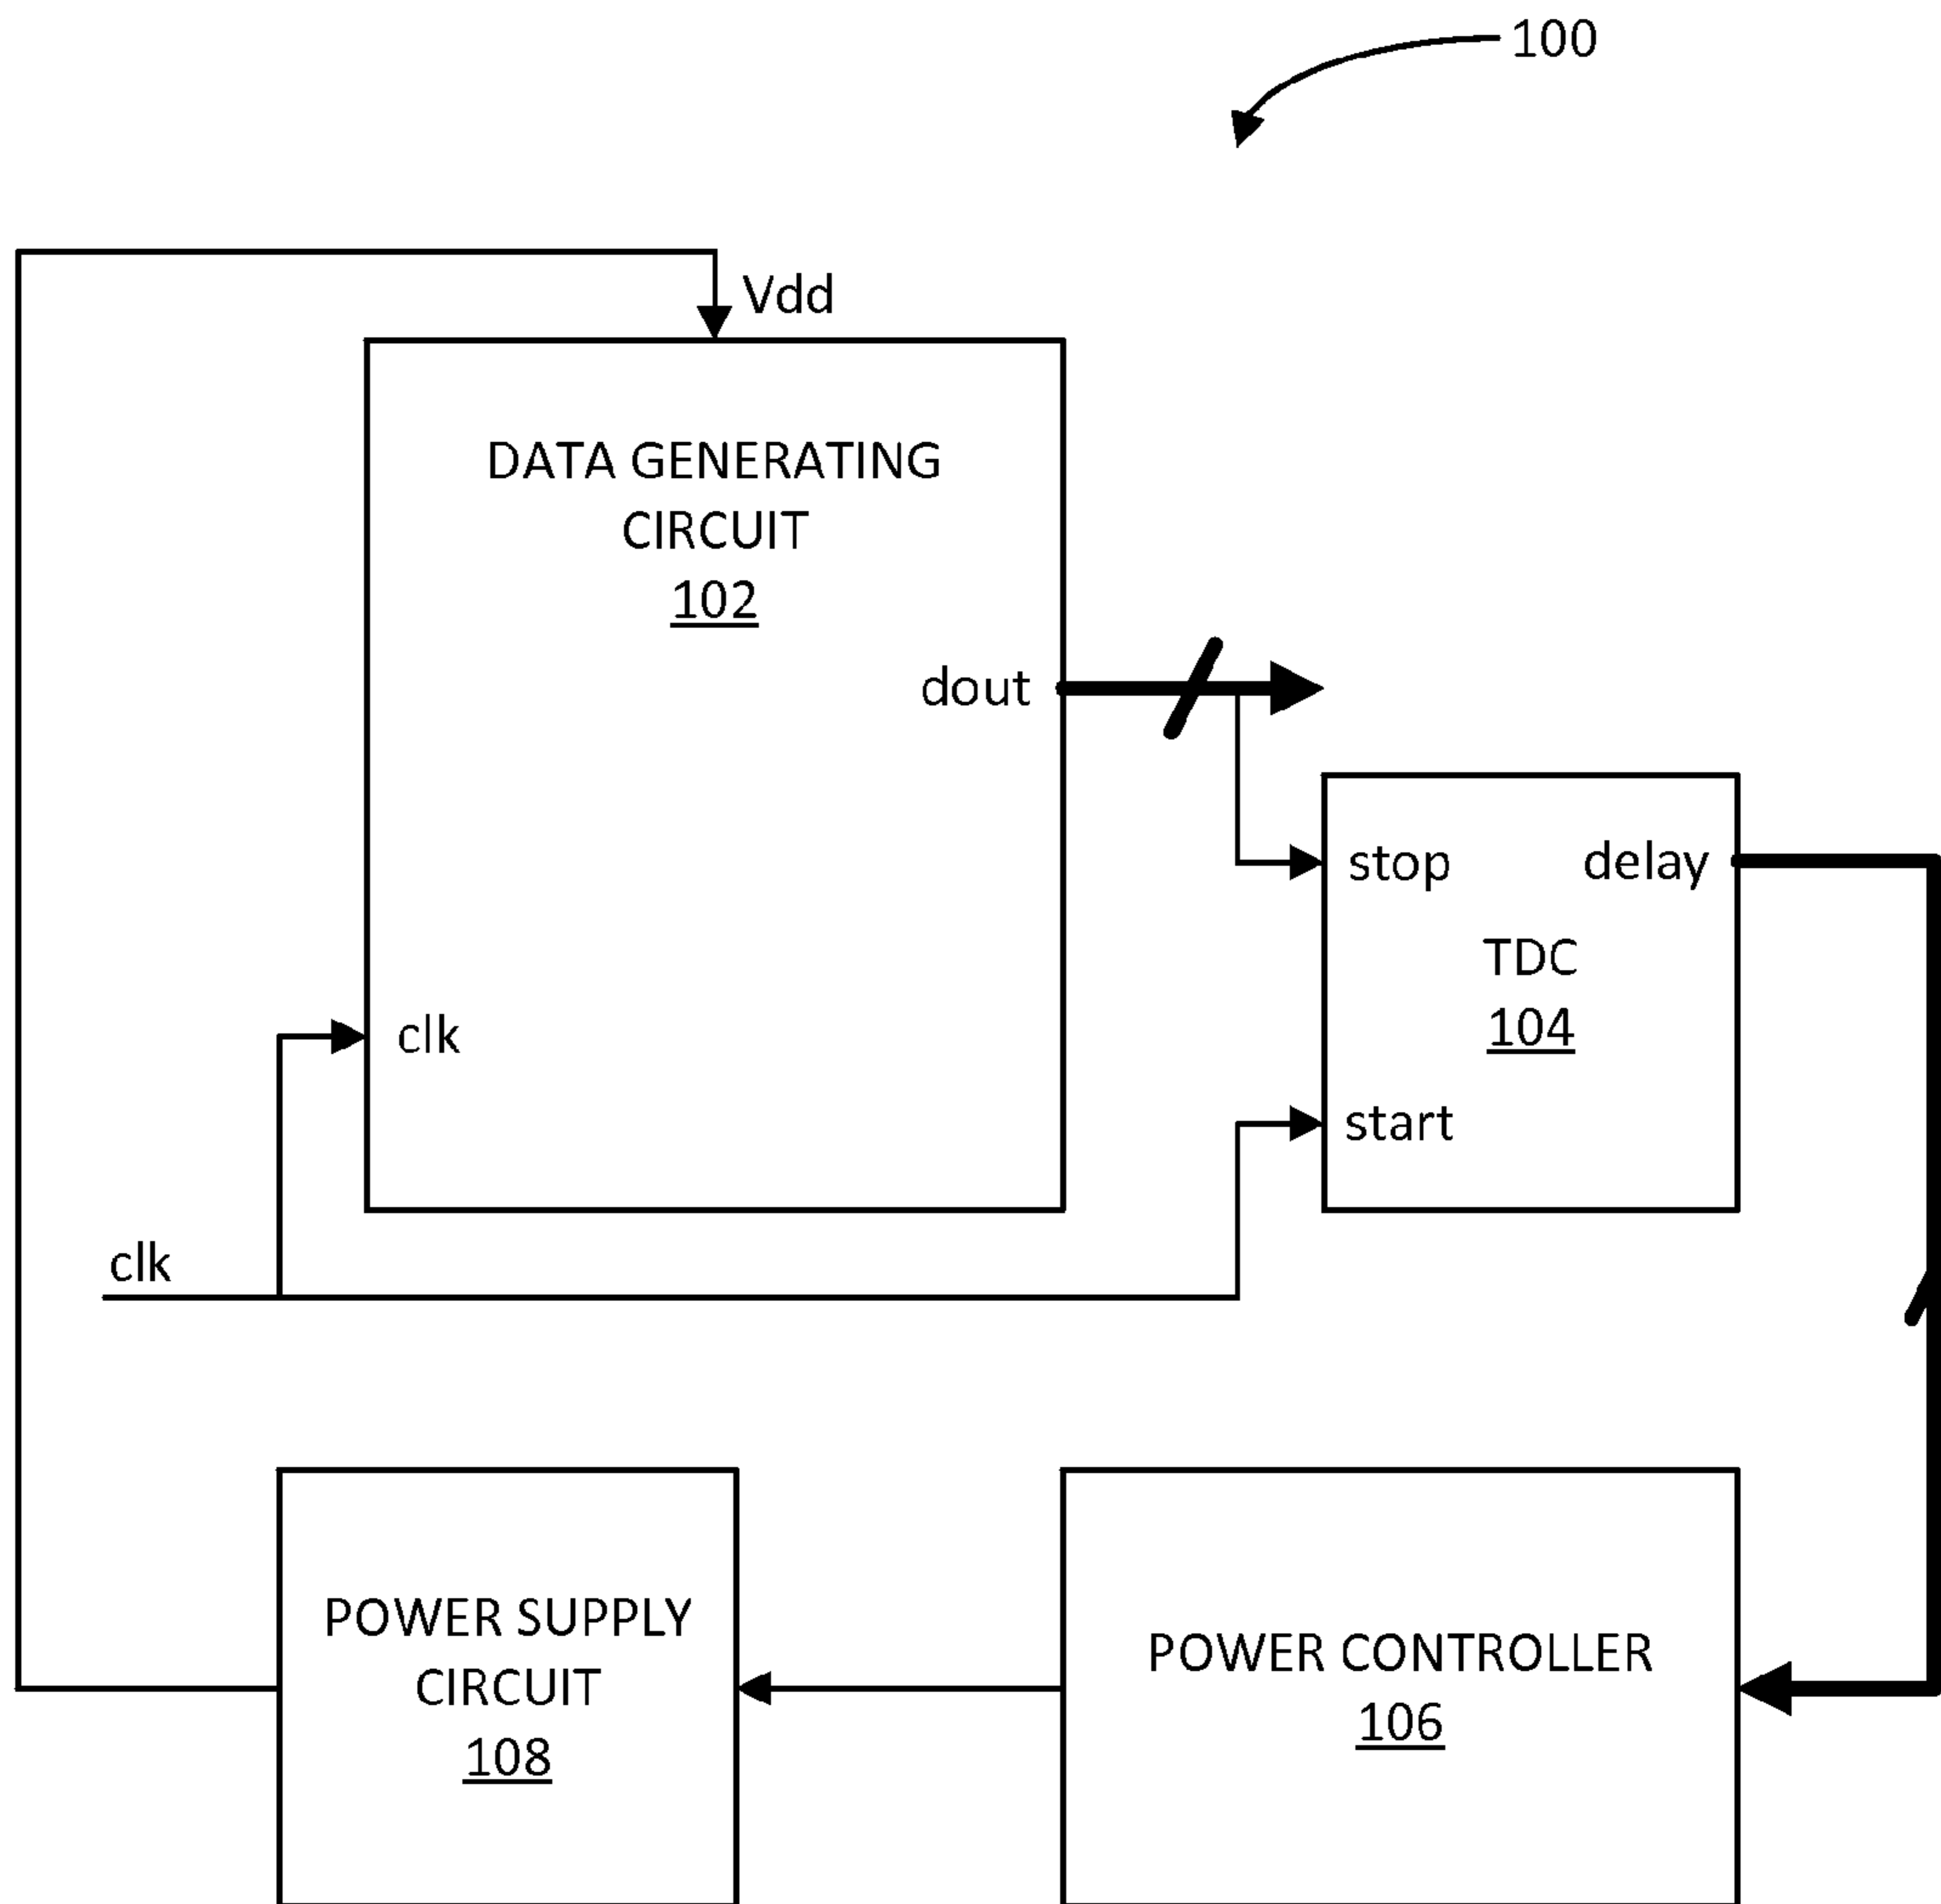 100
Vdd
DATA GENERATING
CIRCUIT
102
dout
stop
delay
TDC
104
clk
start
clk
POWER SUPPLY
CIRCUIT
108
POWER CONTROLLER
106